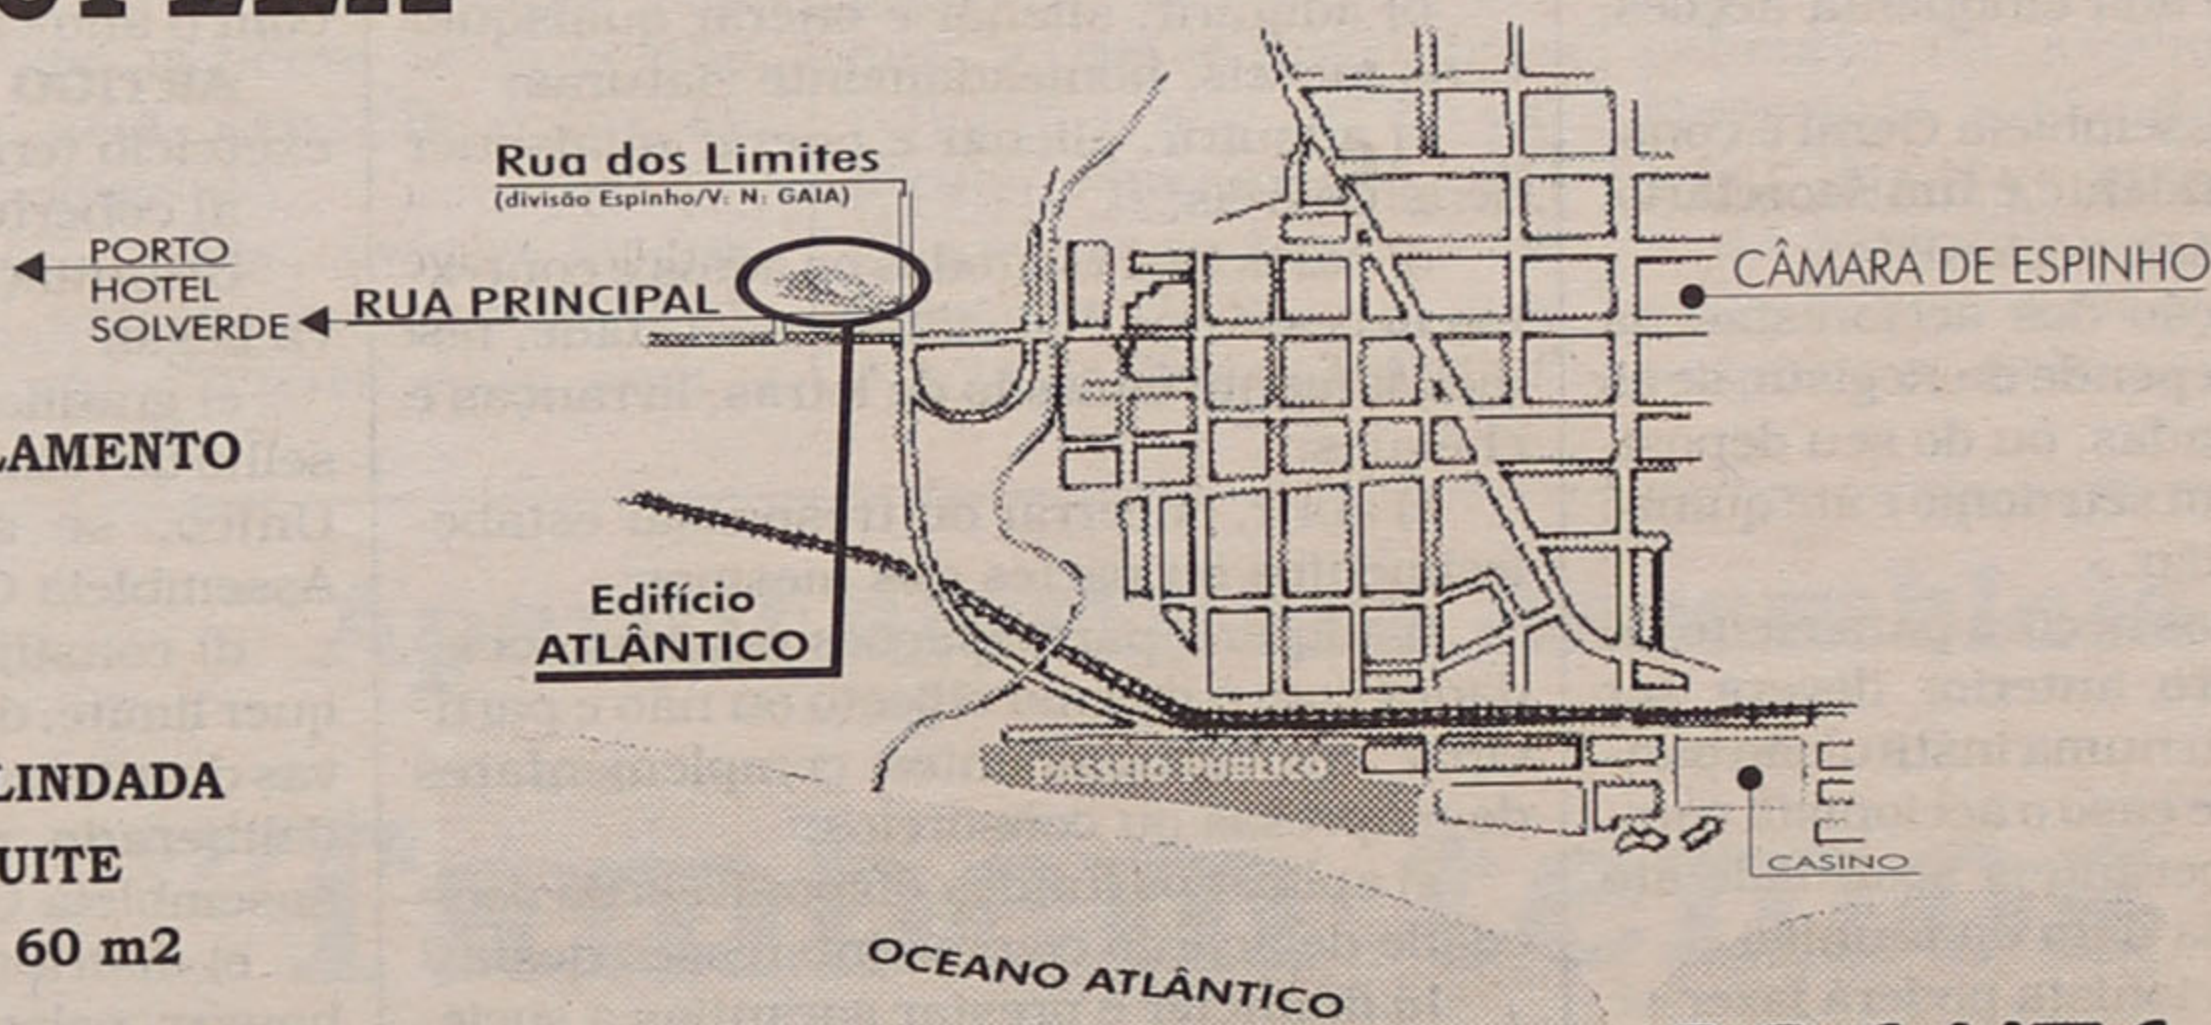 Rua dos Limites
(divisão Espinho/V: N: GAIA)
PORTO
HOTEL
SOLVERDE
RUA PRINCIPAL
CÂMARA DE ESPINHO
LAMENTO
Edifício
ATLÂNTICO
LINDADA
UITE
60 m2
PASSEIO PUBLICO
CASINO
OCEANO ATLÂNTICO